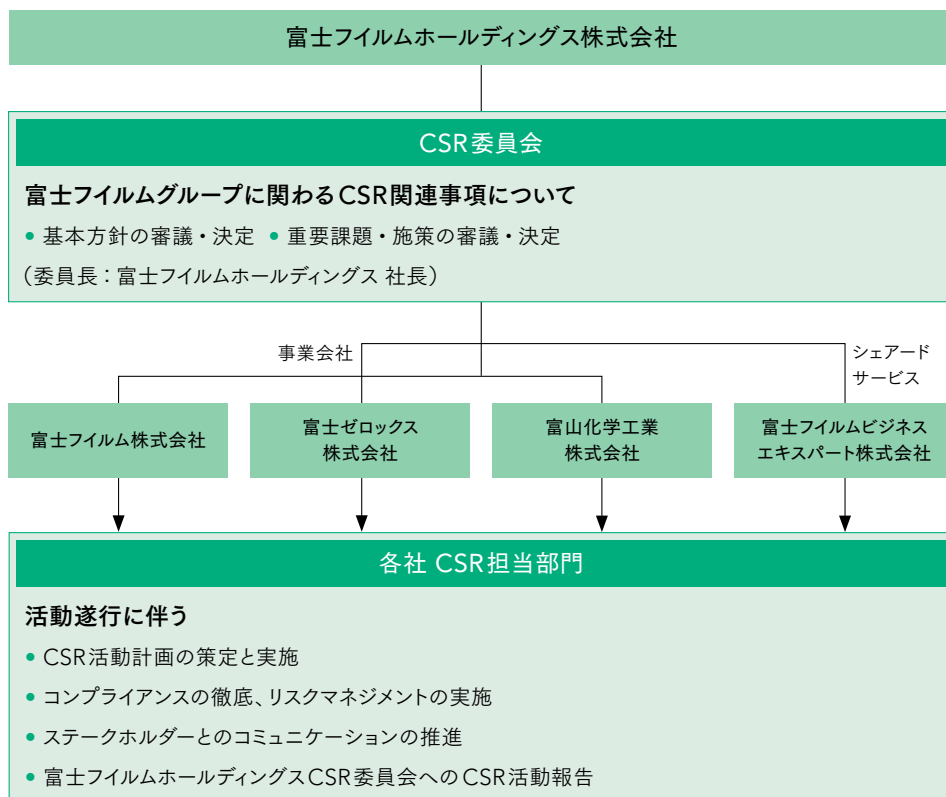 富士フイルムホールディングス株式会社
CSR委員会
富士フイルムグループに関わるCSR関連事項について
● 基本方針の審議・決定 ● 重要課題・施策の審議・決定
（委員長：富士フイルムホールディングス 社長）
事業会社
シェアード
サービス
富士フイルム株式会社
富士ゼロックス
株式会社
富山化学工業
株式会社
富士フイルムビジネス
エキスパート株式会社
各社 CSR担当部門
活動遂行に伴う
● CSR活動計画の策定と実施
● コンプライアンスの徹底、リスクマネジメントの実施
● ステークホルダーとのコミュニケーションの推進
● 富士フイルムホールディングスCSR委員会へのCSR活動報告